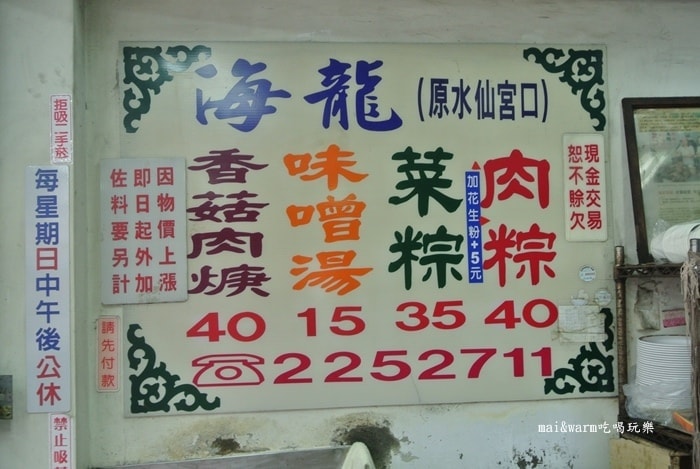 海龍(原水仙宮口)
肉粽
40
菜粽
35
加花生粉+5元
味噌湯
15
香菇肉焿
40
☎2252711
現金交易
恕不賒欠
因物價上漲
即日起外加
佐料要另計
請先付款
拒吸二手菸
每星期日中午後公休
禁止吸
mai&warm吃喝玩樂